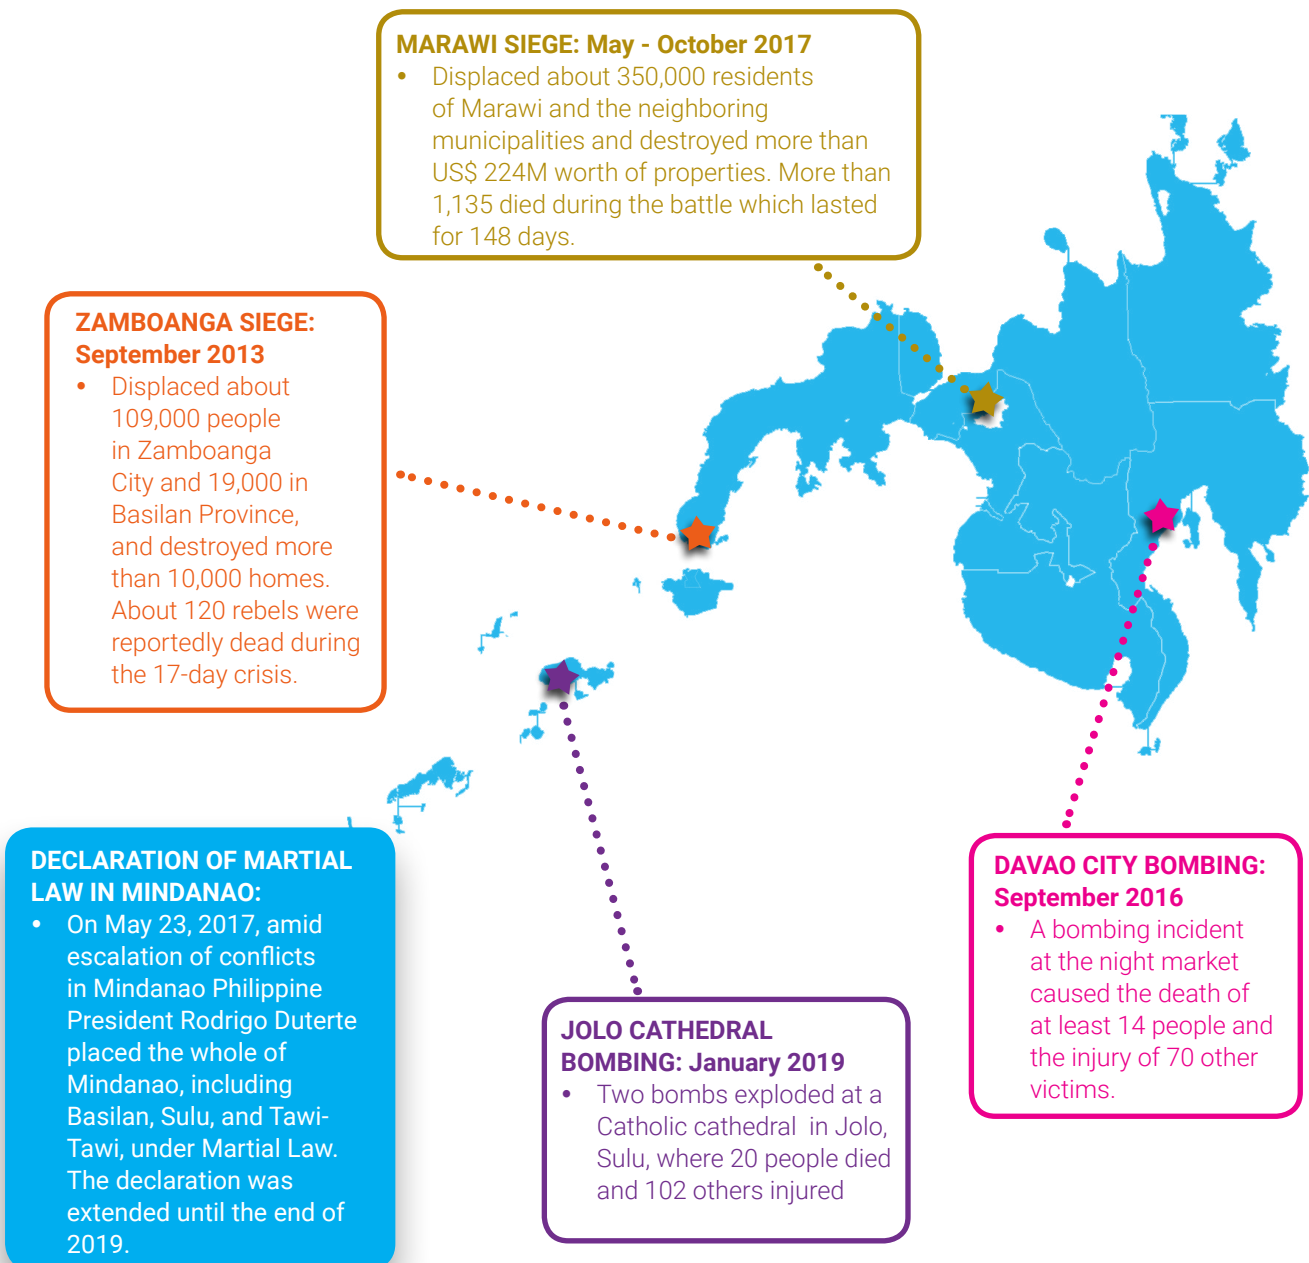 MARAWI SIEGE: May - October 2017
• Displaced about 350,000 residents
of Marawi and the neighboring
municipalities and destroyed more than
US$ 224M worth of properties. More than
1,135 died during the battle which lasted
for 148 days.
ZAMBOANGA SIEGE:
September 2013
• Displaced about
109,000 people
in Zamboanga
City and 19,000 in
Basilan Province,
and destroyed more
than 10,000 homes.
About 120 rebels were
reportedly dead during
the 17-day crisis.
DECLARATION OF MARTIAL
LAW IN MINDANAO:
• On May 23, 2017, amid
escalation of conflicts
in Mindanao Philippine
President Rodrigo Duterte
placed the whole of
Mindanao, including
Basilan, Sulu, and Tawi-
Tawi, under Martial Law.
The declaration was
extended until the end of
2019.
JOLO CATHEDRAL
BOMBING: January 2019
• Two bombs exploded at a
Catholic cathedral in Jolo,
Sulu, where 20 people died
and 102 others injured
DAVAO CITY BOMBING:
September 2016
• A bombing incident
at the night market
caused the death of
at least 14 people and
the injury of 70 other
victims.